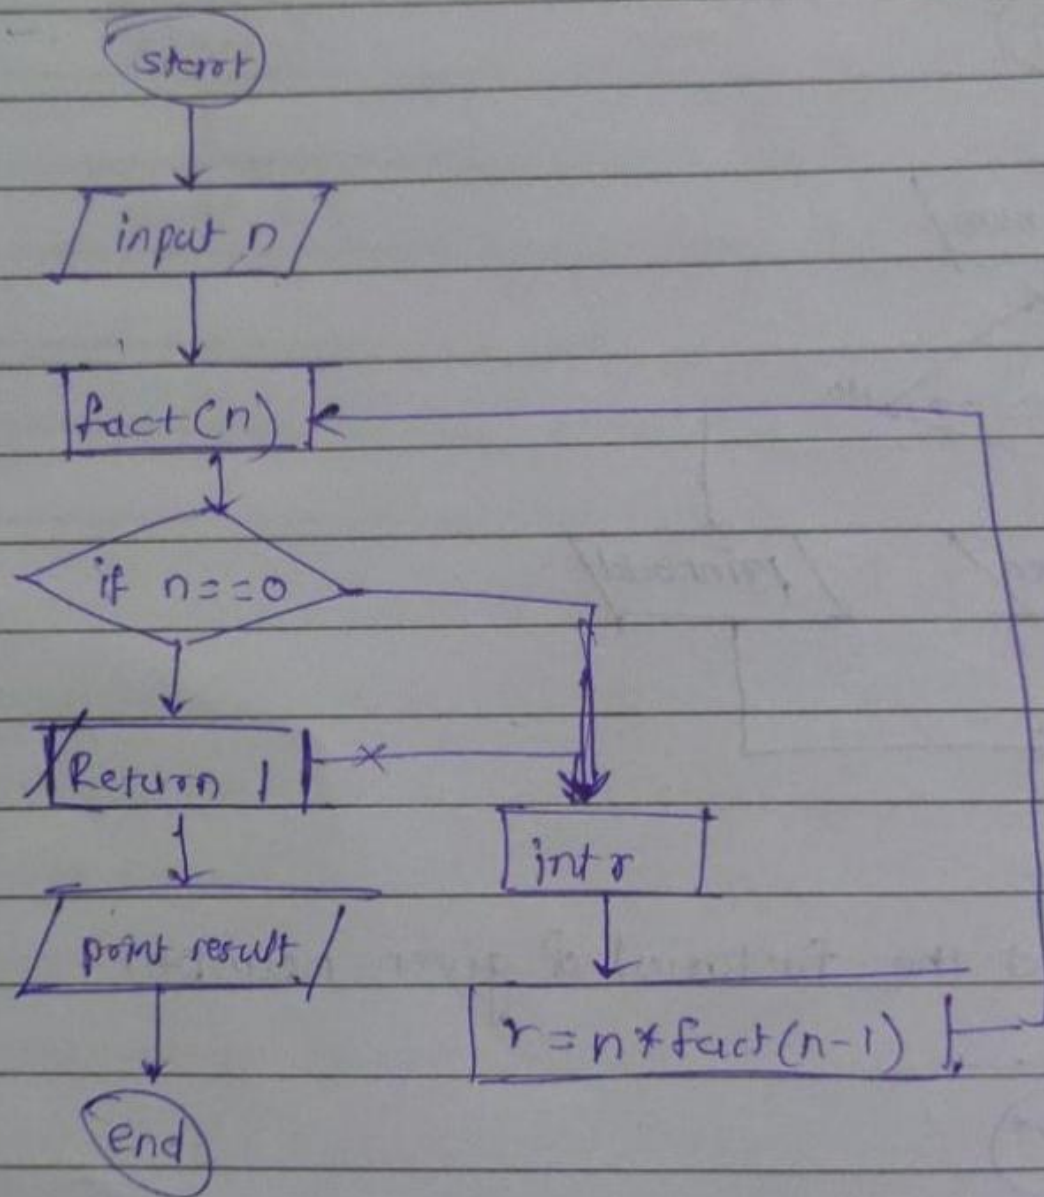 start
input n
fact(n)
if n==0
Return 1
int r
print result
r=n*fact(n-1)
end